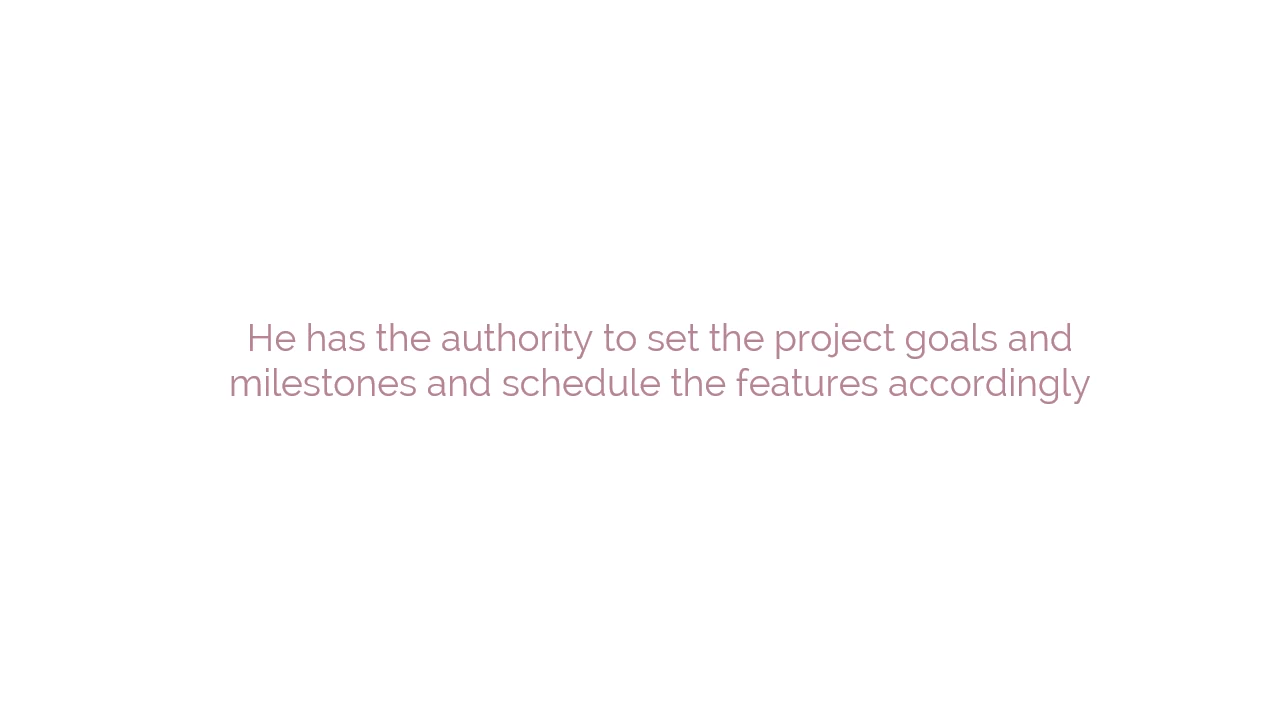 He has the authority to set the project goals and
milestones and schedule the features accordingly